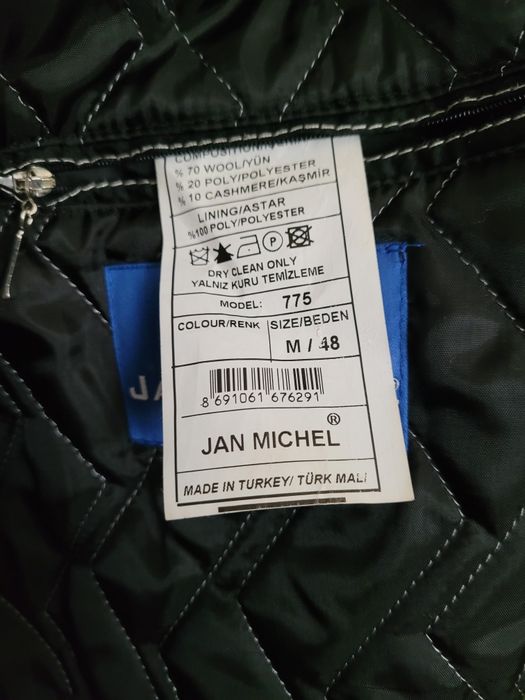 COMPOSITION
% 70 WOOL/YÜN
% 20 POLY/POLYESTER
% 10 CASHMERE/KAŞMİR
LINING/ASTAR
%100 POLY/POLYESTER
P
DRY CLEAN ONLY
YALNIZ KURU TEMİZLEME
MODEL: 775
COLOUR/RENK SIZE/BEDEN
M / 48
8 691061 676291
JAN MICHEL ®
MADE IN TURKEY/ TÜRK MALI
JA
®